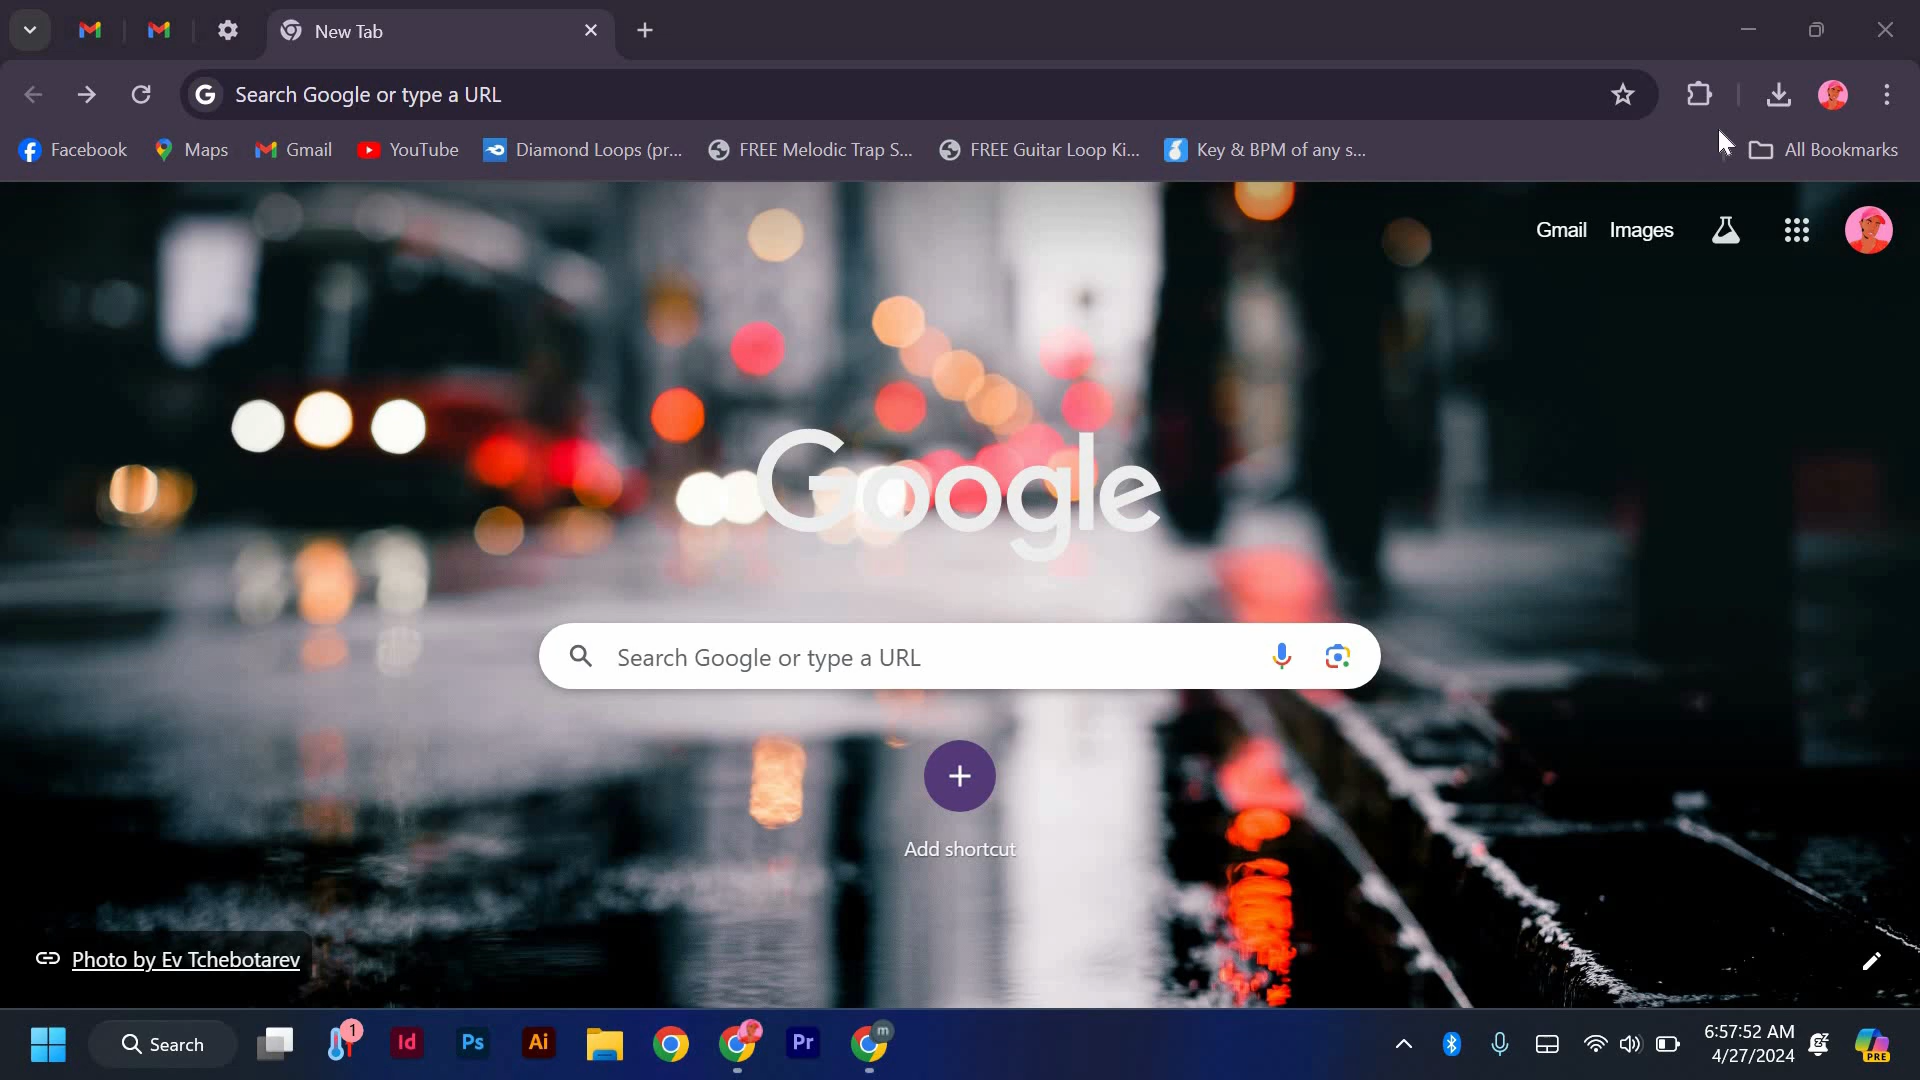 New Tab
Search Google or type a URL
Facebook
Maps
Gmail
YouTube
Diamond Loops (pr...
FREE Melodic Trap S...
FREE Guitar Loop Ki...
Key & BPM of any s...
All Bookmarks
Gmail Images
Google
Search Google or type a URL
Add shortcut
Photo by Ev Tchebotarev
Search
1
Id
Ps
Ai
Pr
m
6:57:52 AM
4/27/2024
PRE